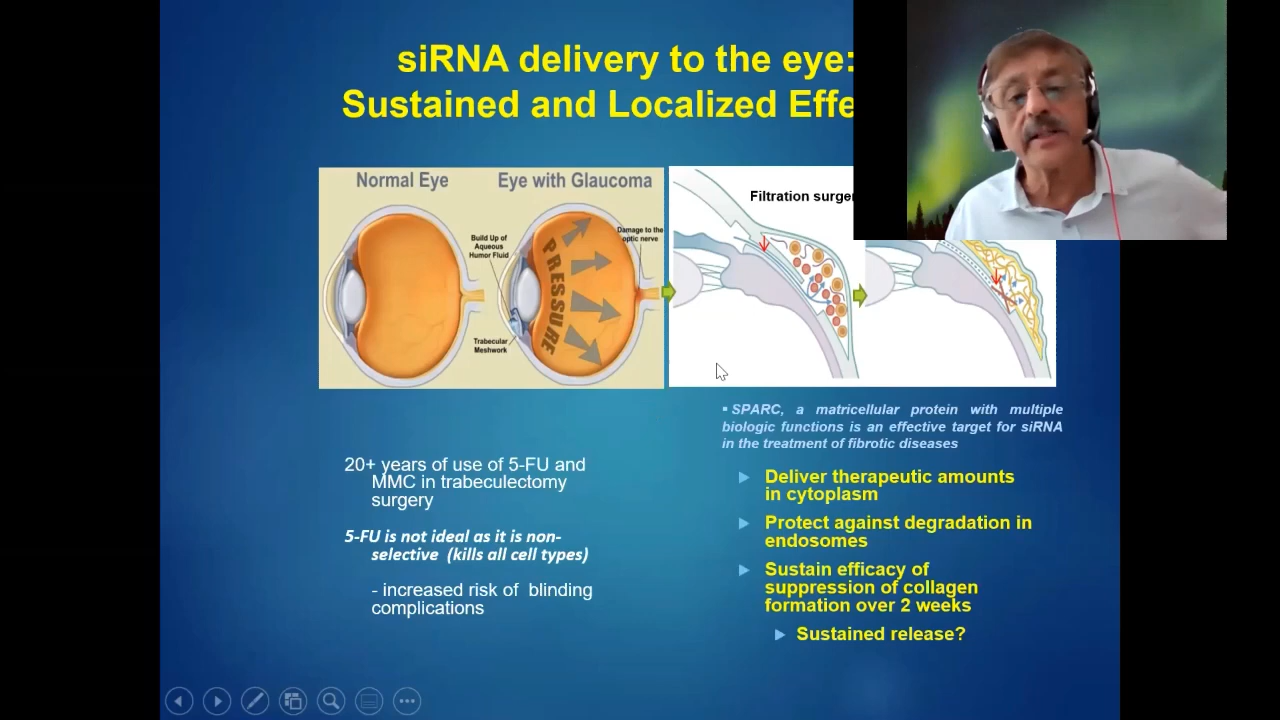 siRNA delivery to the eye:
Sustained and Localized Effe
Normal Eye
Eye with Glaucoma
Build Up of
Aqueous
Humor Fluid
Damage to the
optic nerve
PRESSURE
Trabecular
Meshwork
Filtration surger
▪ SPARC, a matricellular protein with multiple
biologic functions is an effective target for siRNA
in the treatment of fibrotic diseases
20+ years of use of 5-FU and
MMC in trabeculectomy
surgery
5-FU is not ideal as it is non-
selective (kills all cell types)
- increased risk of blinding
complications
Deliver therapeutic amounts
in cytoplasm
Protect against degradation in
endosomes
Sustain efficacy of
suppression of collagen
formation over 2 weeks
Sustained release?